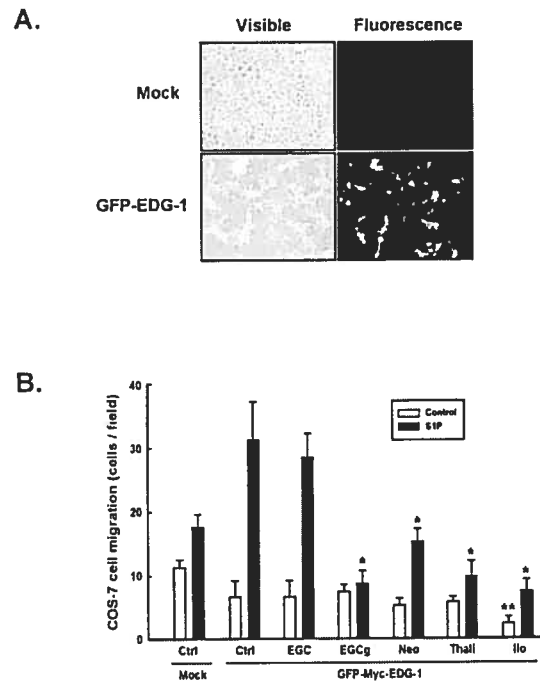 A.
Visible Fluorescence
Mock
GFP-EDG-1
B.
COS-7 cell migration (cells / field)
40
30
20
10
0
Control
S1P
*
*
*
**
*
Ctrl Ctrl EGC EGCg Neo Thali Ilo
Mock GFP-Myc-EDG-1